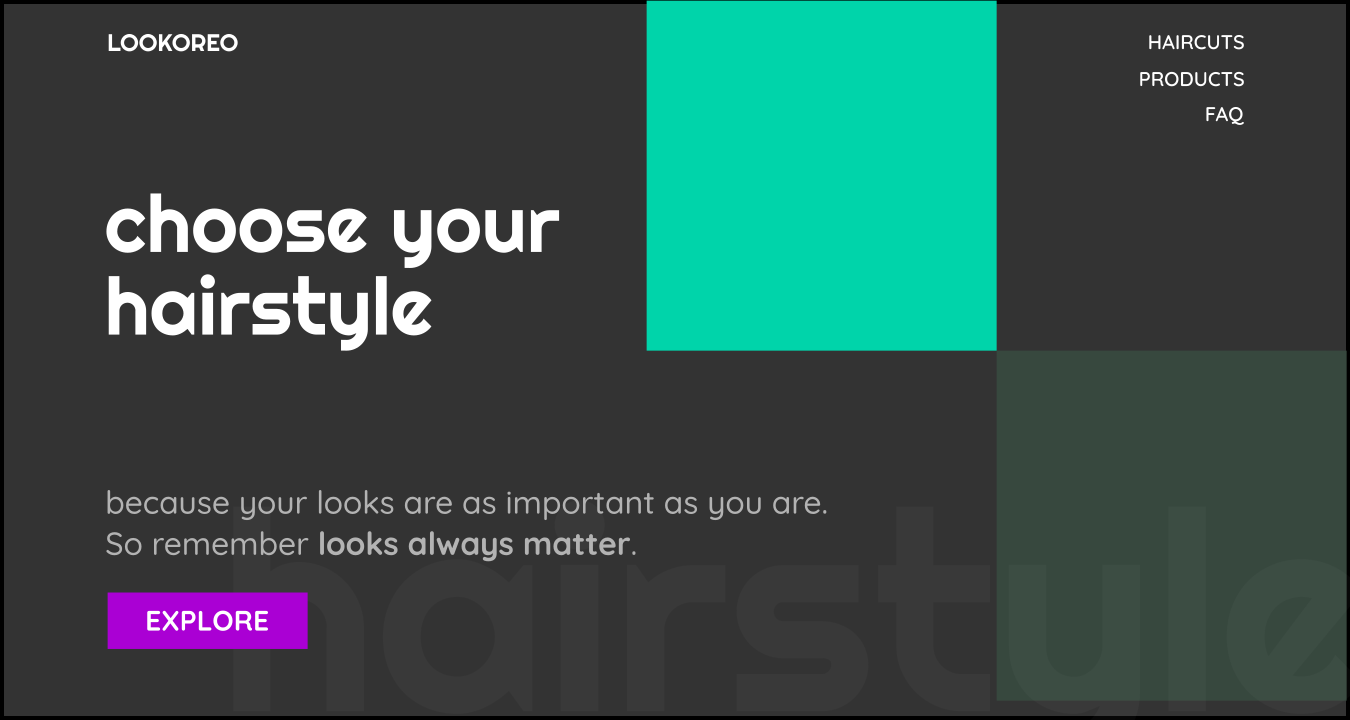 LOOKOREO
HAIRCUTS
PRODUCTS
FAQ
choose your
hairstyle
because your looks are as important as you are.
So remember looks always matter.
EXPLORE
hairstyle